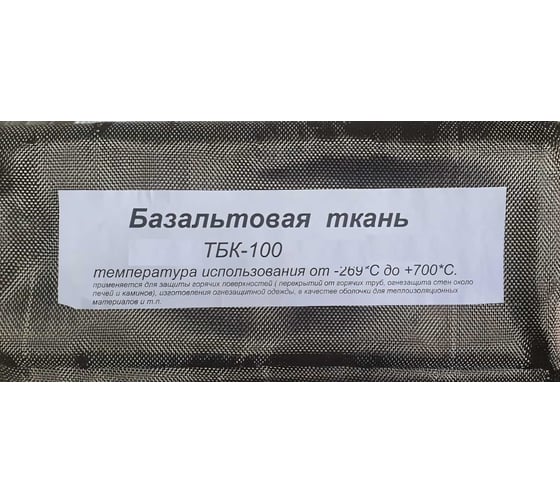 Базальтовая ткань
ТБК-100
температура использования от -269*С до +700*С.
применяется для защиты горячих поверхностей ( перекрытий от горячих труб, огнезащита стен около
печей и каминов), изготовления огнезащитной одежды, в качестве оболочки для теплоизоляционных
материалов и т.п.